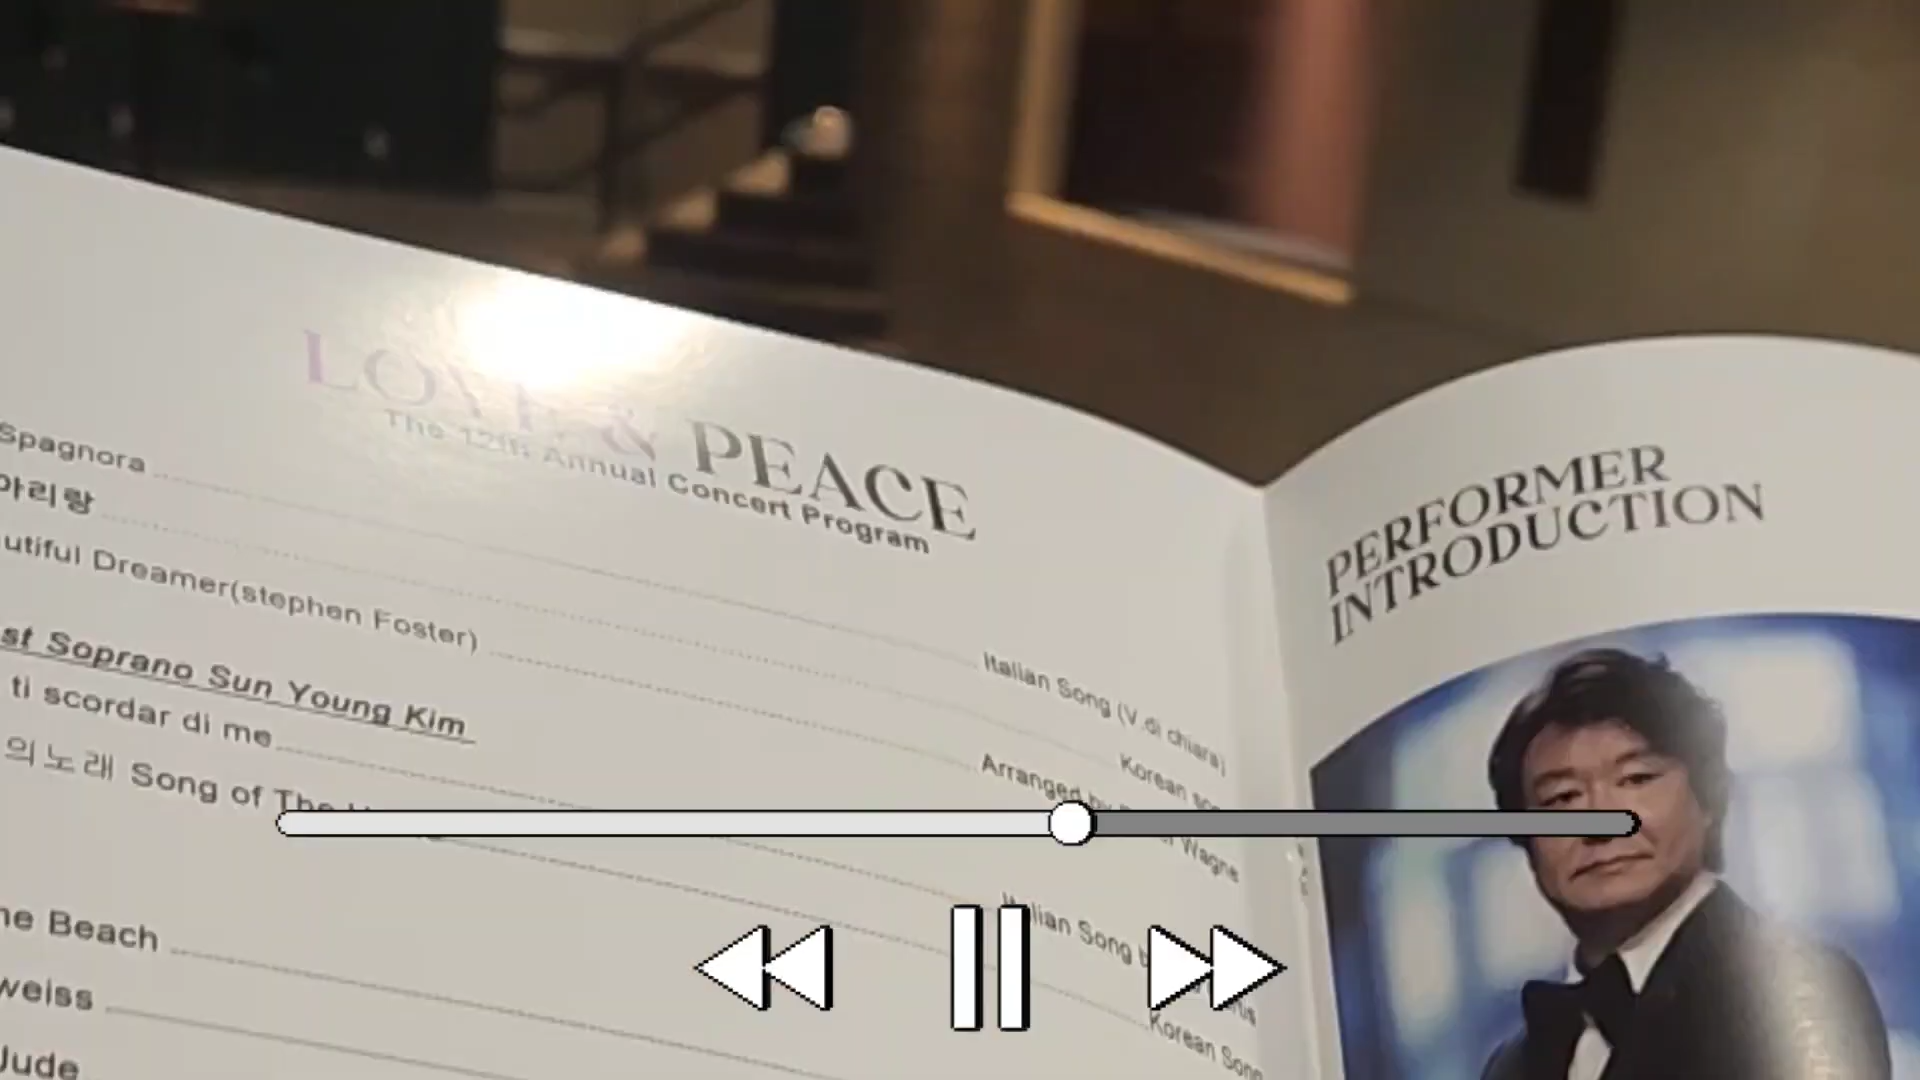 LOVE & PEACE
The 12th Annual Concert Program
Spagnora
Italian Song (V.di chiara)
아리랑
Korean
utiful Dreamer(stephen Foster)
Arranged by Wagne
st Soprano Sun Young Kim
ti scordar di me
Italian Song
의노래 Song of The
Korean Song
he Beach
weiss
Jude
PERFORMER
INTRODUCTION